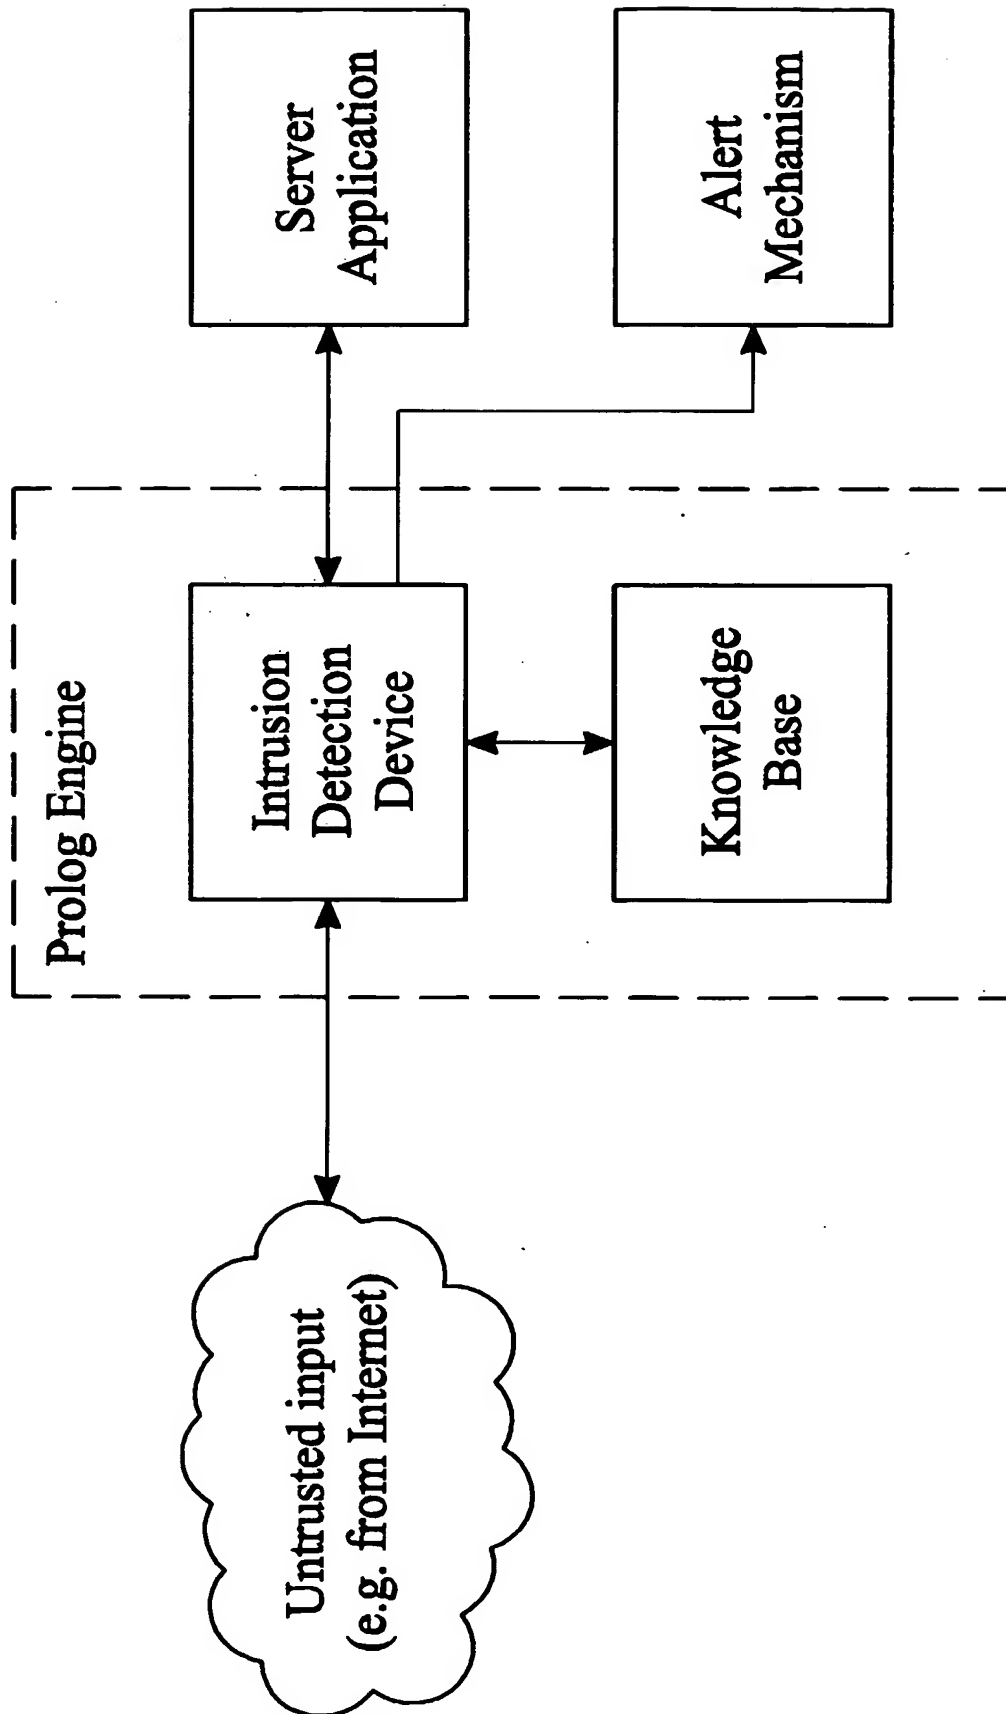 Prolog Engine
Untrusted input
(e.g. from Internet)
Intrusion
Detection
Device
Server
Application
Knowledge
Base
Alert
Mechanism